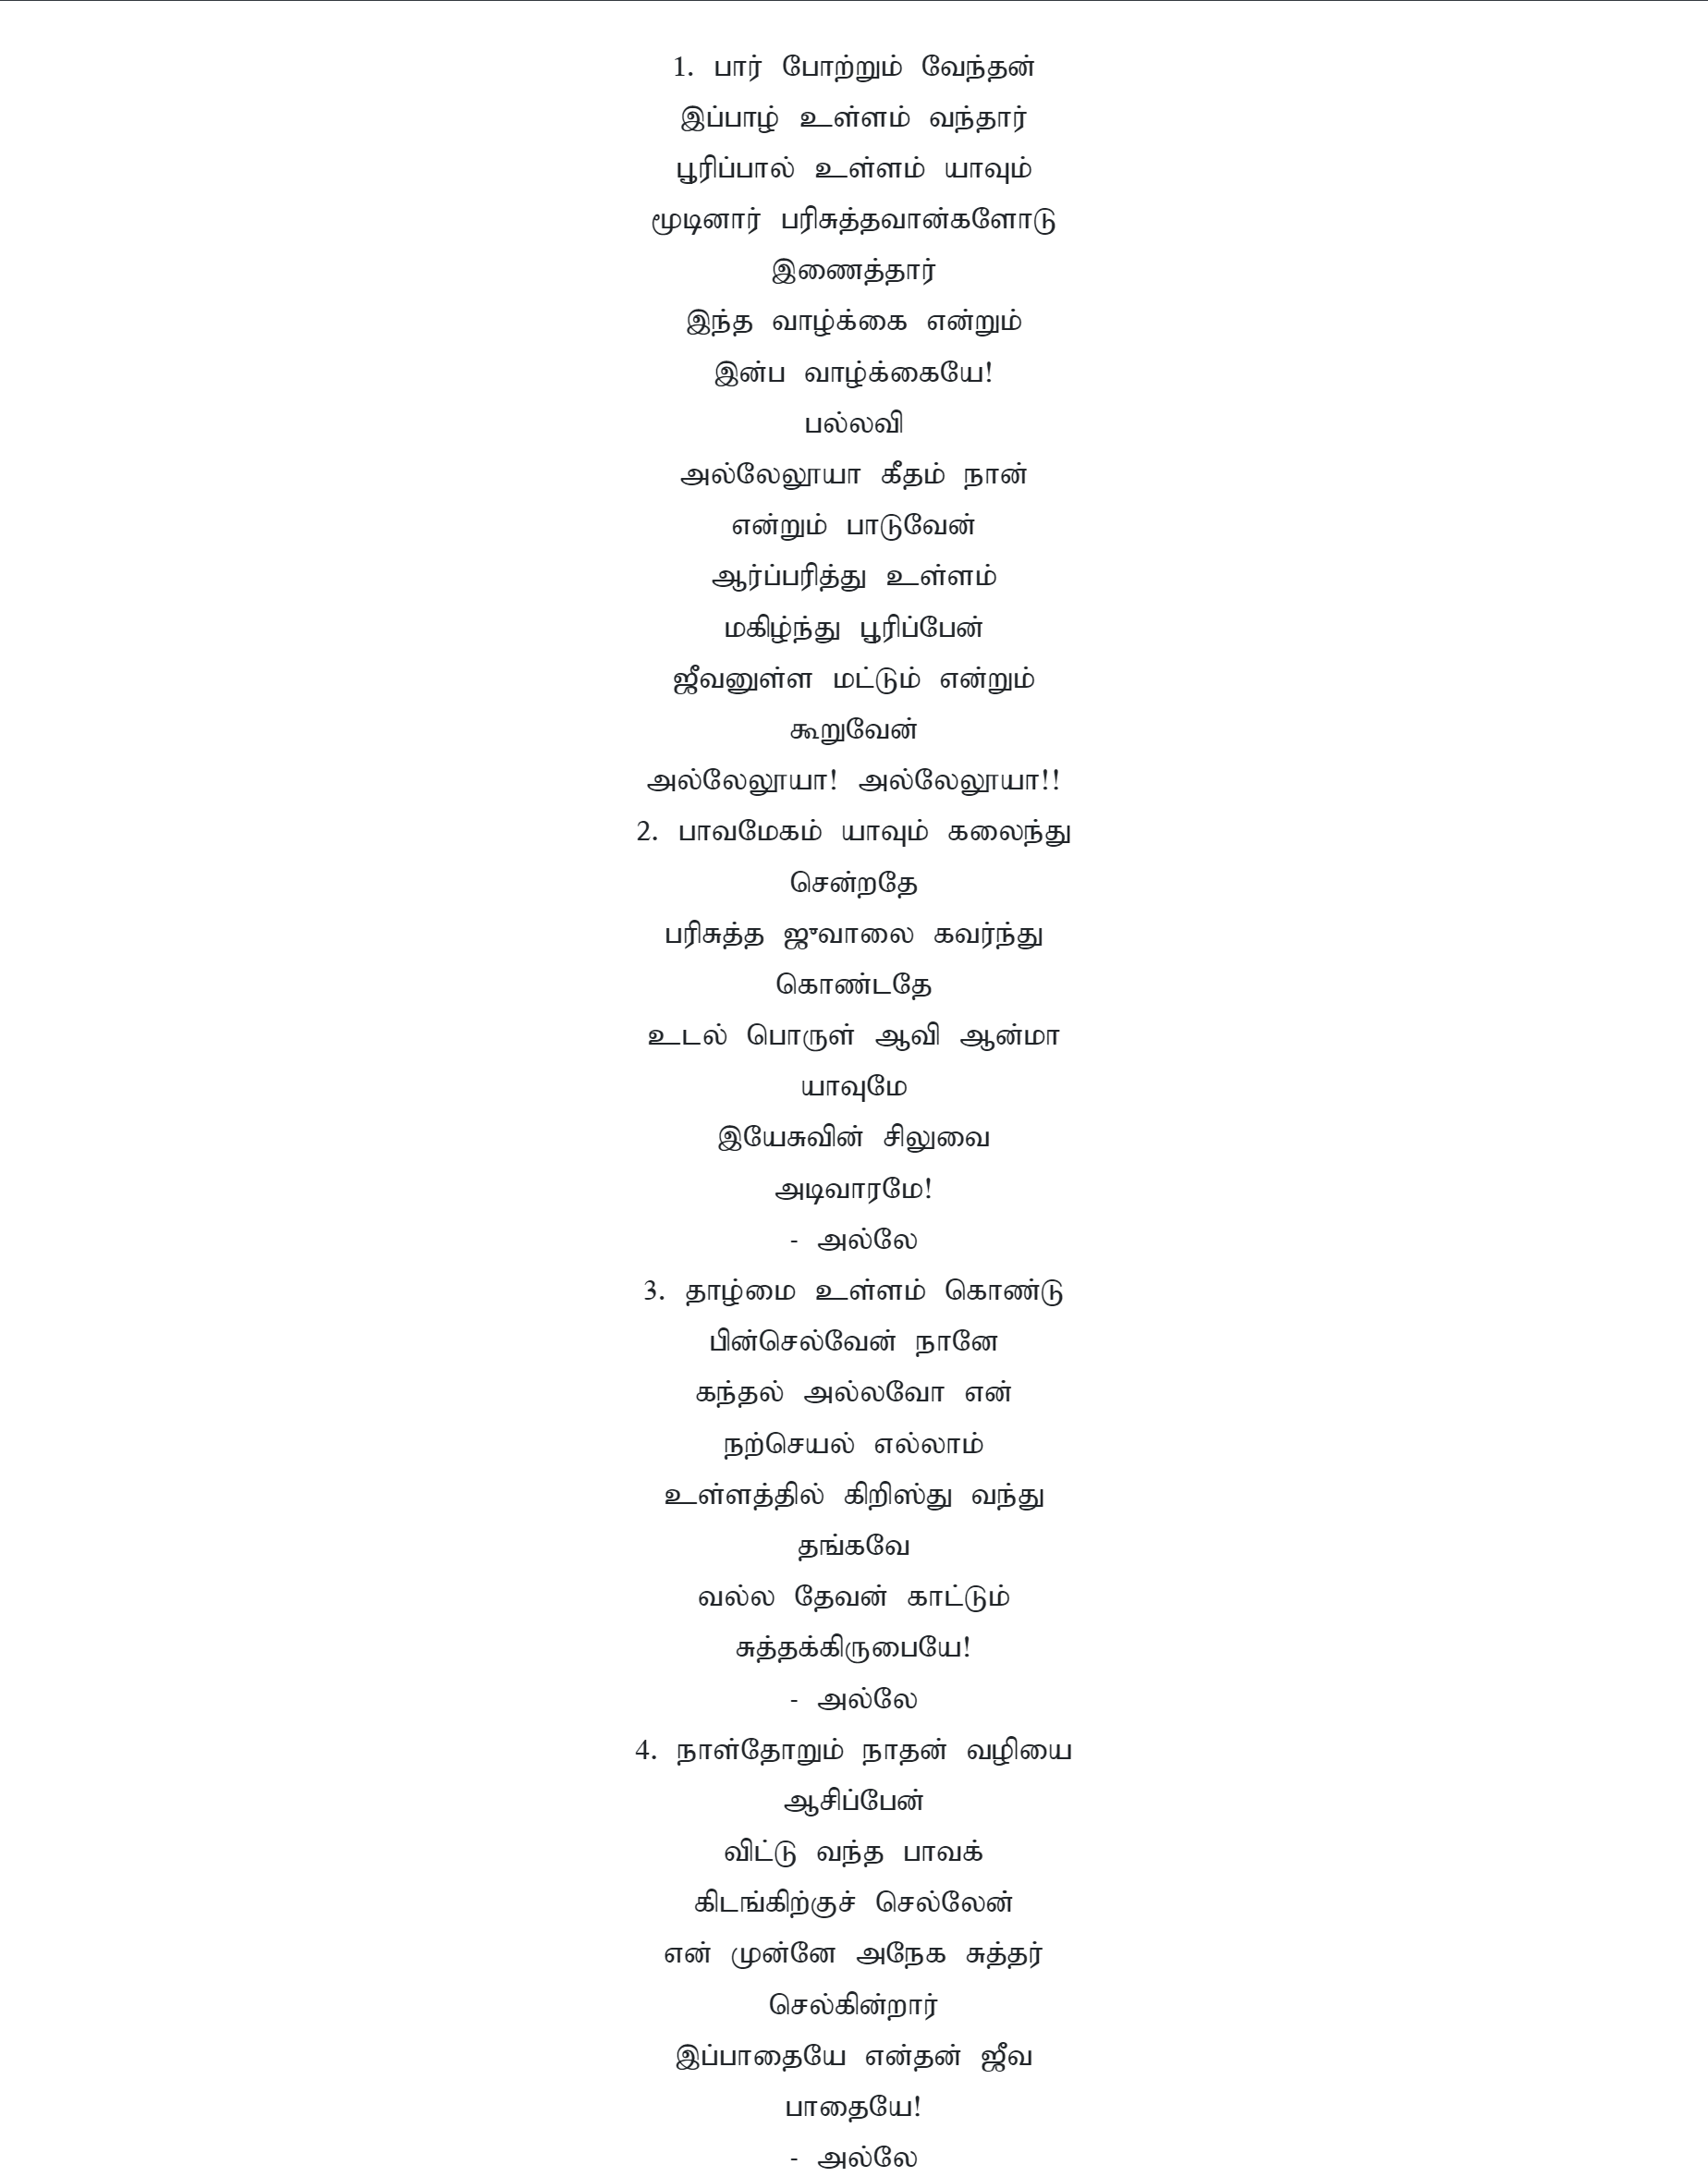 1. பார் போற்றும் வேந்தன்
இப்பாழ் உள்ளம் வந்தார்
பூரிப்பால் உள்ளம் யாவும்
மூடினார் பரிசுத்தவான்களோடு
இணைத்தார்
இந்த வாழ்க்கை என்றும்
இன்ப வாழ்க்கையே!
பல்லவி
அல்லேலூயா கீதம் நான்
என்றும் பாடுவேன்
ஆர்ப்பரித்து உள்ளம்
மகிழ்ந்து பூரிப்பேன்
ஜீவனுள்ள மட்டும் என்றும்
கூறுவேன்
அல்லேலூயா! அல்லேலூயா!!
2. பாவமேகம் யாவும் கலைந்து
சென்றதே
பரிசுத்த ஜுவாலை கவர்ந்து
கொண்டதே
உடல் பொருள் ஆவி ஆன்மா
யாவுமே
இயேசுவின் சிலுவை
அடிவாரமே!
- அல்லே
3. தாழ்மை உள்ளம் கொண்டு
பின்செல்வேன் நானே
கந்தல் அல்லவோ என்
நற்செயல் எல்லாம்
உள்ளத்தில் கிறிஸ்து வந்து
தங்கவே
வல்ல தேவன் காட்டும்
சுத்தக்கிருபையே!
- அல்லே
4. நாள்தோறும் நாதன் வழியை
ஆசிப்பேன்
விட்டு வந்த பாவக்
கிடங்கிற்குச் செல்லேன்
என் முன்னே அநேக சுத்தர்
செல்கின்றார்
இப்பாதையே என்தன் ஜீவ
பாதையே!
- அல்லே